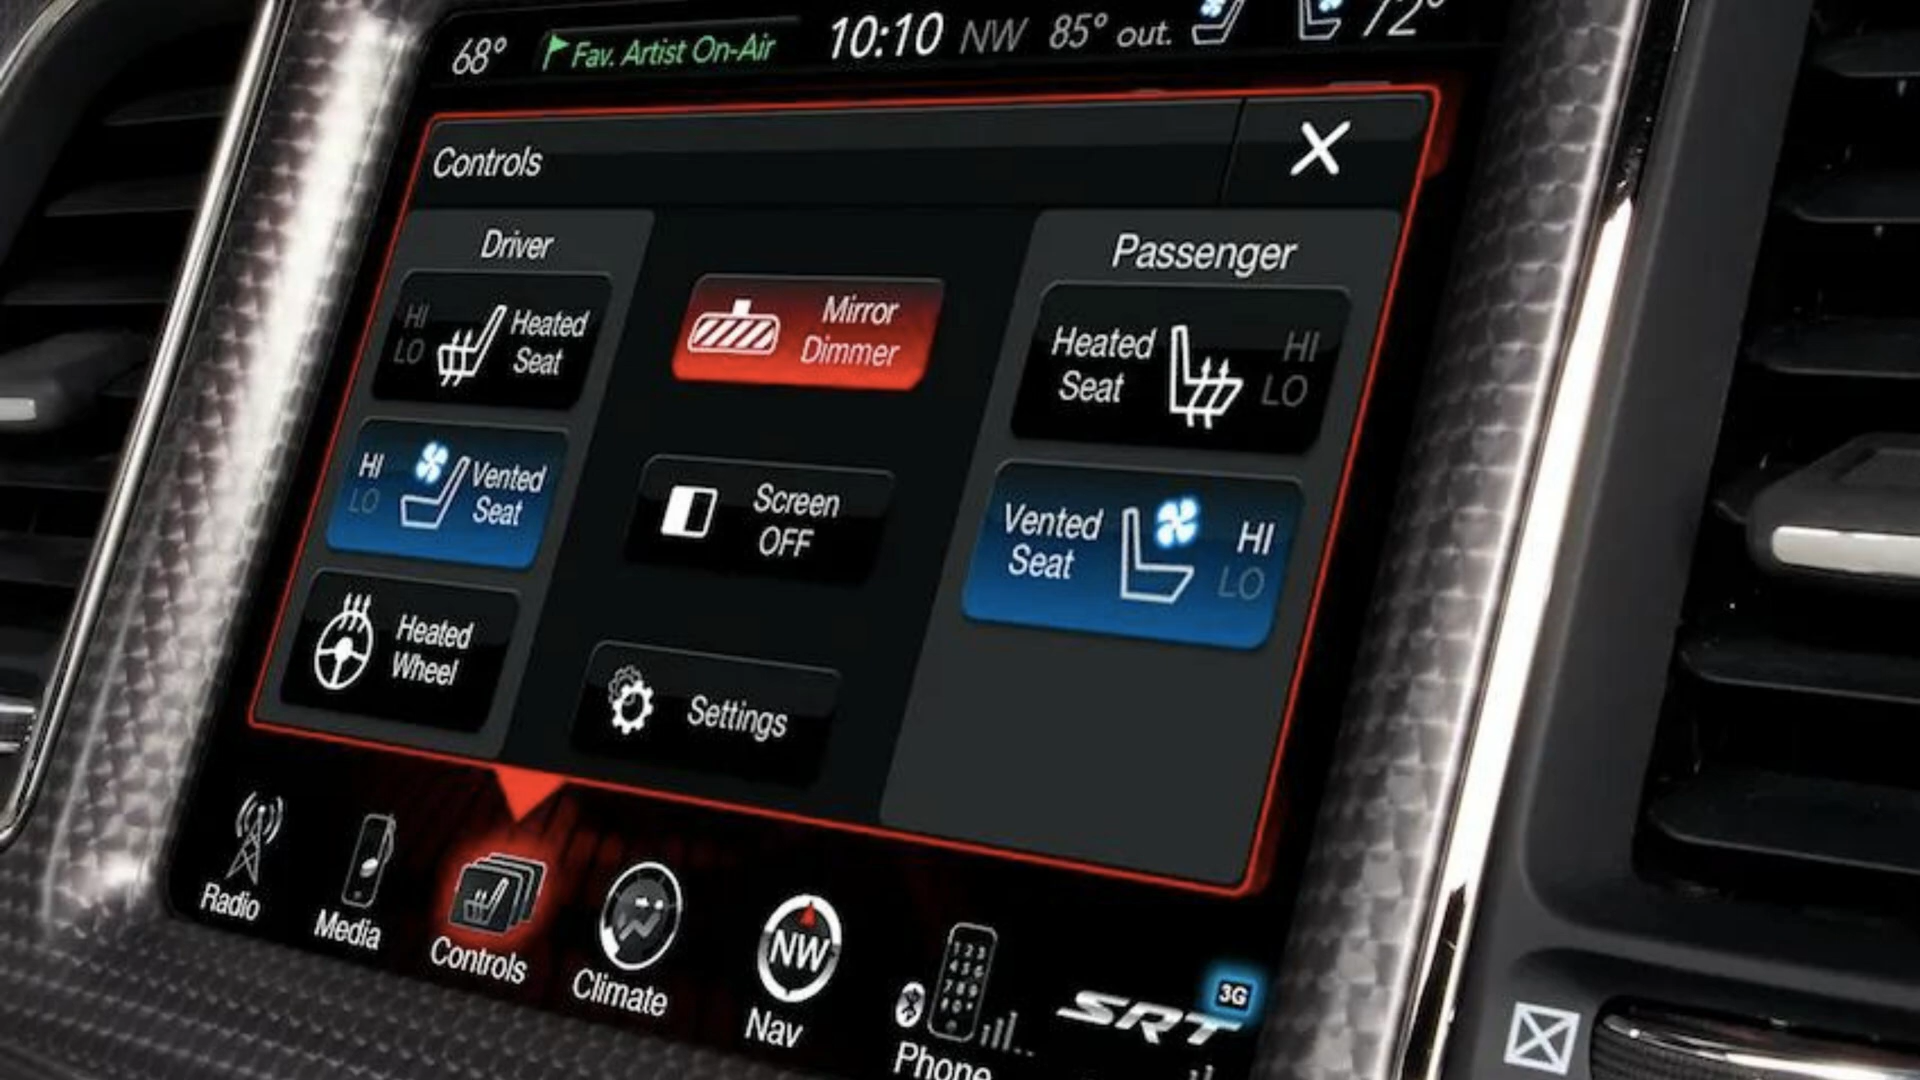 68° Fav. Artist On-Air 10:10 NW 85° out. 72°
Controls
Driver
HI
LO
Heated
Seat
HI
LO
Vented
Seat
Heated
Wheel
Mirror
Dimmer
Screen
OFF
Settings
Passenger
Heated
Seat
HI
LO
Vented
Seat
HI
LO
Radio
Media
Controls
Climate
NW
Nav
Phone
SRT
3G